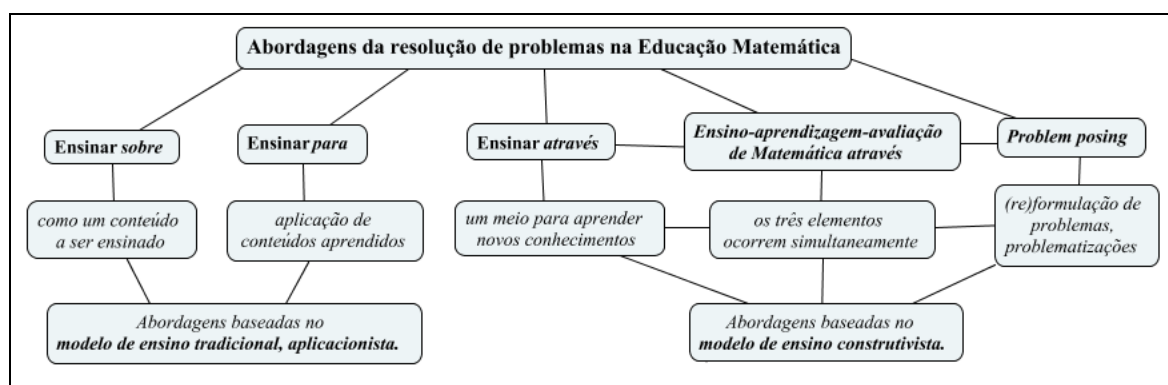 Abordagens da resolução de problemas na Educação Matemática
Ensinar sobre
Ensinar para
Ensinar através
Ensino-aprendizagem-avaliação
de Matemática através
Problem posing
como um conteúdo
a ser ensinado
aplicação de
conteúdos aprendidos
um meio para aprender
novos conhecimentos
os três elementos
ocorrem simultaneamente
(re)formulação de
problemas,
problematizações
Abordagens baseadas no
modelo de ensino tradicional, aplicacionista.
Abordagens baseadas no
modelo de ensino construtivista.